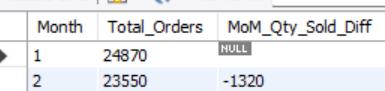 Month Total_Orders MoM_Qty_Sold_Diff
1 24870 NULL
2 23550 -1320